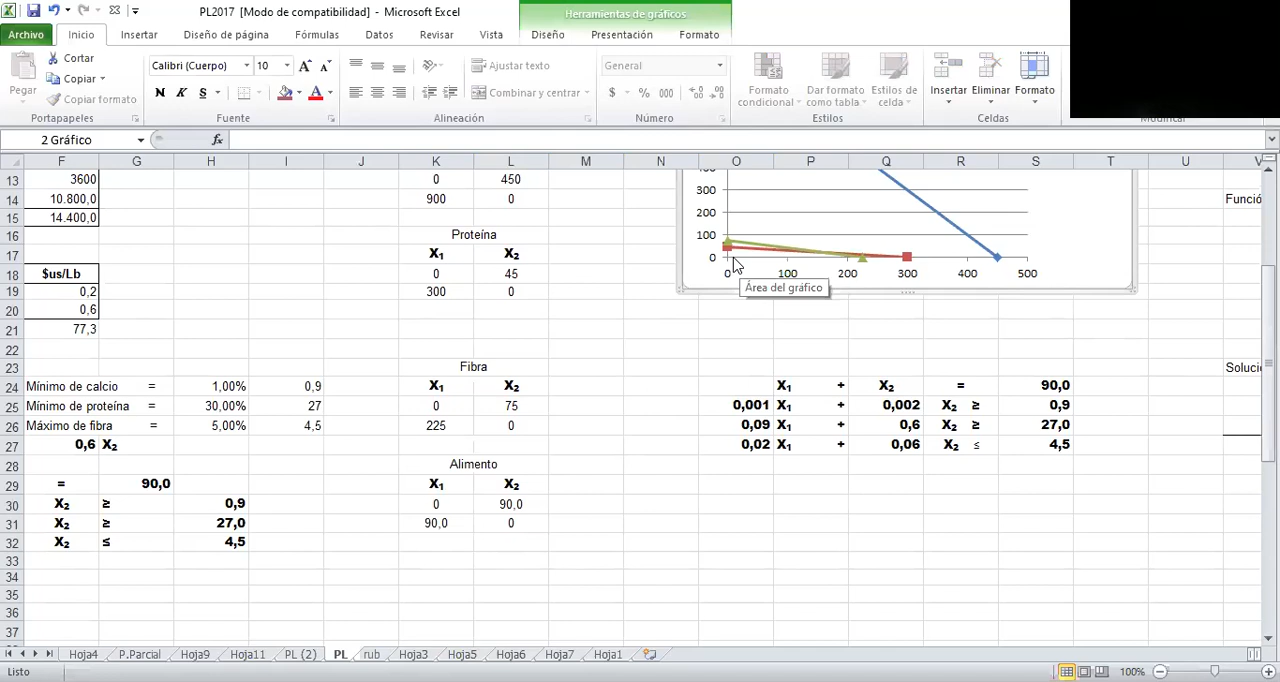 PL2017 [Modo de compatibilidad] - Microsoft Excel
Herramientas de gráficos
Archivo Inicio Insertar Diseño de página Fórmulas Datos Revisar Vista Diseño Presentación Formato
Pegar
Cortar
Copiar
Copiar formato
Portapapeles
Calibri (Cuerpo) 10
N K S
Fuente
Ajustar texto
Combinar y centrar
Alineación
General
$ % 000
Número
Formato condicional
Dar formato como tabla
Estilos de celda
Estilos
Insertar Eliminar Formato
Celdas
2 Gráfico fx
F G H I J K L M N O P Q R S T U V
13 3600 0 450
14 10.800,0 900 0 Funció
15 14.400,0
16 Proteína
17 X₁ X₂
18 $us/Lb 0 45
19 0,2 300 0
20 0,6
21 77,3
22
23 Fibra Soluci
24 Mínimo de calcio = 1,00% 0,9 X₁ X₂ X₁ + X₂ = 90,0
25 Mínimo de proteína = 30,00% 27 0 75 0,001 X₁ + 0,002 X₂ ≥ 0,9
26 Máximo de fibra = 5,00% 4,5 225 0 0,09 X₁ + 0,6 X₂ ≥ 27,0
27 0,6 X₂ 0,02 X₁ + 0,06 X₂ ≤ 4,5
28 Alimento
29 = 90,0 X₁ X₂
30 X₂ ≥ 0,9 0 90,0
31 X₂ ≥ 27,0 90,0 0
32 X₂ ≤ 4,5
33
34
35
36
37
300
200
100
0
0 100 200 300 400 500
Área del gráfico
Hoja4 P.Parcial Hoja9 Hoja11 PL (2) PL rub Hoja3 Hoja5 Hoja6 Hoja7 Hoja1
Listo 100%